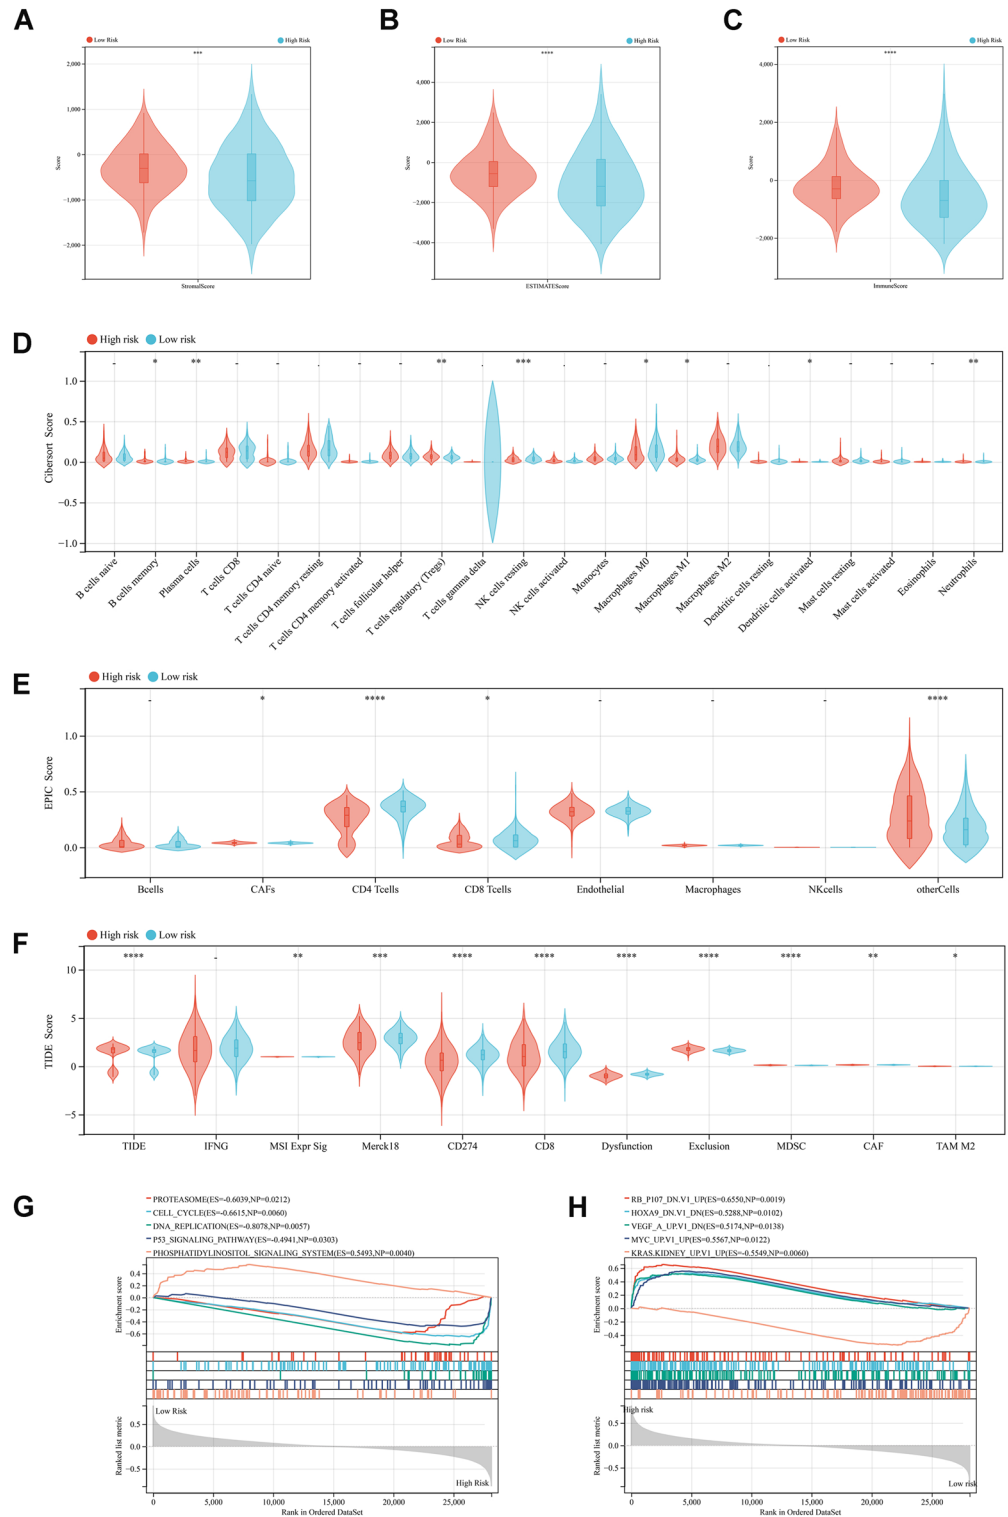 A
B
C
Low Risk
High Risk
Low Risk
High Risk
Low Risk
High Risk
***
****
****
2,000
1,000
0
−1,000
−2,000
Score
StromalScore
4,000
2,000
0
−2,000
−4,000
Score
ESTIMATEScore
4,000
2,000
0
−2,000
Score
ImmuneScore
D
High risk
Low risk
- * ** - - . - - ** . *** . - * * - . * - - - **
1.0
0.5
0.0
−0.5
−1.0
Cibersort Score
B cells naive
B cells memory
Plasma cells
T cells CD8
T cells CD4 naive
T cells CD4 memory resting
T cells CD4 memory activated
T cells follicular helper
T cells regulatory (Tregs)
T cells gamma delta
NK cells resting
NK cells activated
Monocytes
Macrophages M0
Macrophages M1
Macrophages M2
Dendritic cells resting
Dendritic cells activated
Mast cells resting
Mast cells activated
Eosinophils
Neutrophils
E
High risk
Low risk
- * **** * - - - ****
1.0
0.5
0.0
EPIC Score
Bcells
CAFs
CD4 Tcells
CD8 Tcells
Endothelial
Macrophages
NKcells
otherCells
F
High risk
Low risk
**** - ** *** **** **** **** **** **** ** *
10
5
0
−5
TIDE Score
TIDE
IFNG
MSI Expr Sig
Merck18
CD274
CD8
Dysfunction
Exclusion
MDSC
CAF
TAM M2
G
PROTEASOME(ES=-0.6039,NP=0.0212)
CELL_CYCLE(ES=-0.6615,NP=0.0060)
DNA_REPLICATION(ES=-0.8078,NP=0.0057)
P53_SIGNALING_PATHWAY(ES=-0.4941,NP=0.0303)
PHOSPHATIDYLINOSITOL_SIGNALING_SYSTEM(ES=0.5493,NP=0.0040)
0.4
0.2
0.0
−0.2
−0.4
−0.6
Enrichment score
Low Risk
0.5
0.0
−0.5
Ranked list metric
High Risk
0
5,000
10,000
15,000
20,000
25,000
Rank in Ordered DataSet
H
RB_P107_DN.V1_UP(ES=0.6550,NP=0.0019)
HOXA9_DN.V1_DN(ES=0.5288,NP=0.0102)
VEGF_A_UP.V1_DN(ES=0.5174,NP=0.0138)
MYC_UP.V1_UP(ES=0.5567,NP=0.0122)
KRAS.KIDNEY_UP.V1_UP(ES=-0.5549,NP=0.0060)
0.6
0.4
0.2
0.0
−0.2
−0.4
Enrichment score
High risk
0.5
0.0
−0.5
Ranked list metric
Low risk
0
5,000
10,000
15,000
20,000
25,000
Rank in Ordered DataSet